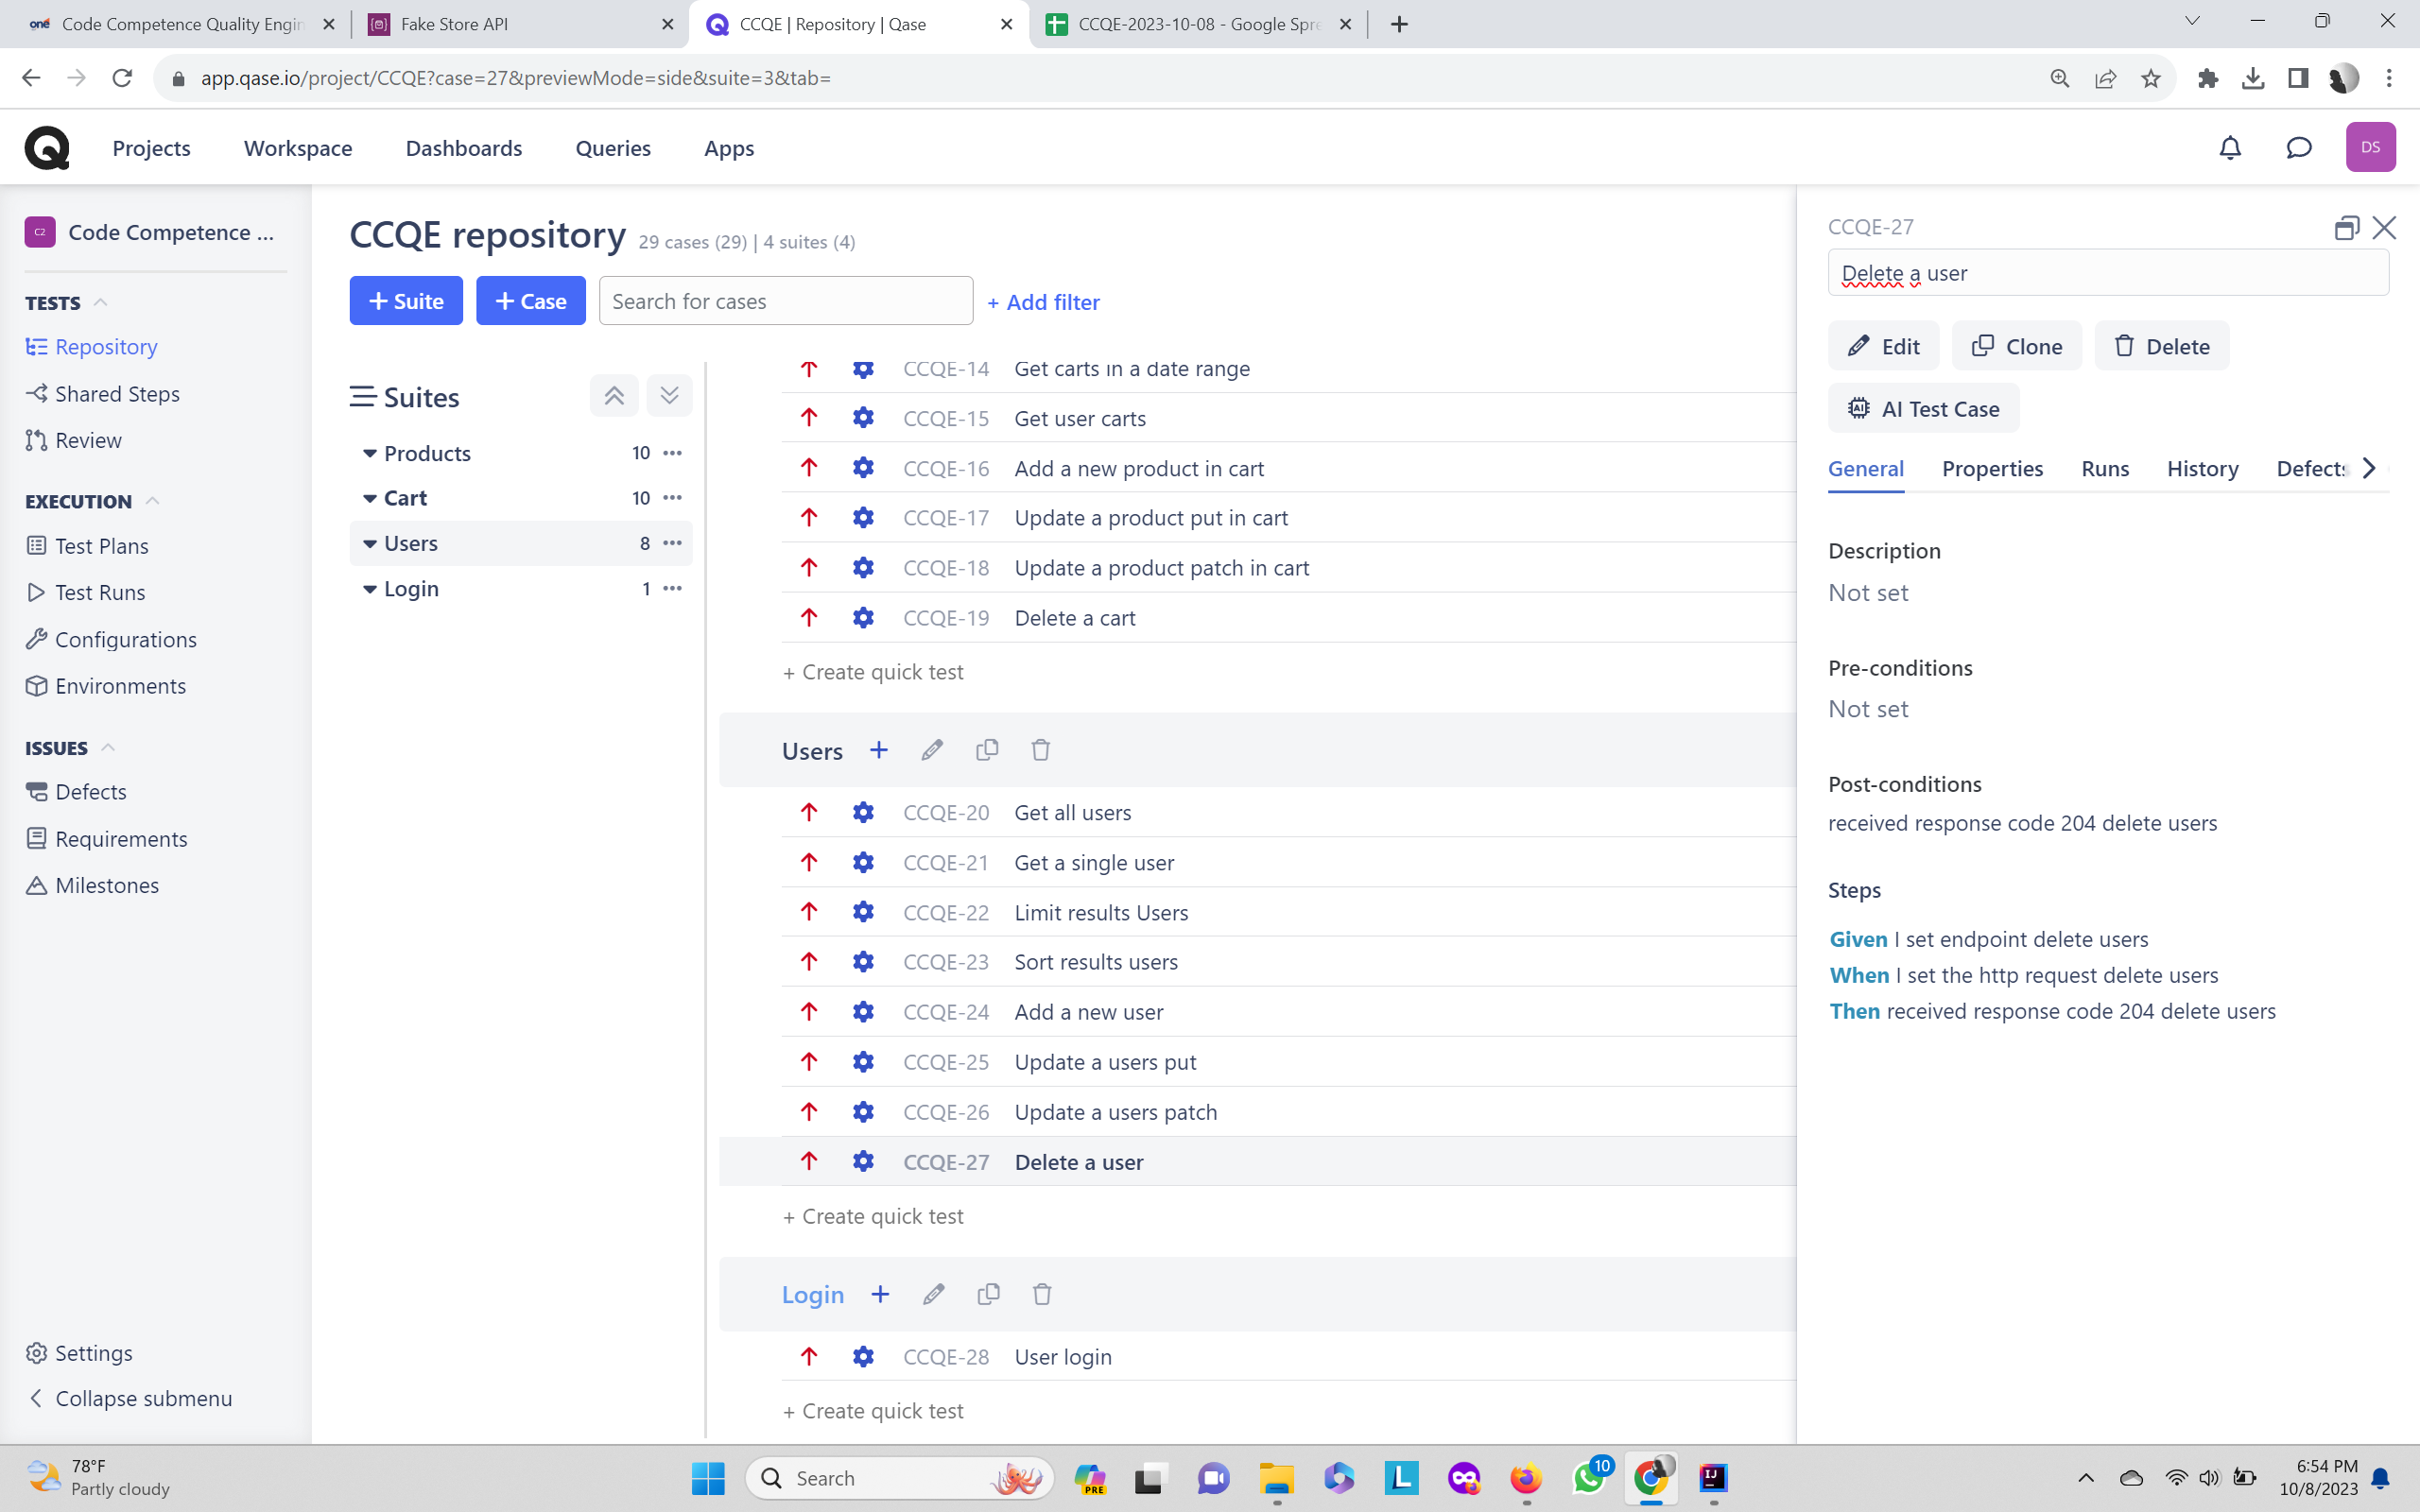 Code Competence Quality Engin
Fake Store API
CCQE | Repository | Qase
CCQE-2023-10-08 - Google Spre
app.qase.io/project/CCQE?case=27&previewMode=side&suite=3&tab=
Projects
Workspace
Dashboards
Queries
Apps
DS
C2
Code Competence ...
TESTS
Repository
Shared Steps
Review
EXECUTION
Test Plans
Test Runs
Configurations
Environments
ISSUES
Defects
Requirements
Milestones
Settings
Collapse submenu
CCQE repository 29 cases (29) | 4 suites (4)
+ Suite
+ Case
Search for cases
+ Add filter
Suites
Products 10
Cart 10
Users 8
Login 1
CCQE-14 Get carts in a date range
CCQE-15 Get user carts
CCQE-16 Add a new product in cart
CCQE-17 Update a product put in cart
CCQE-18 Update a product patch in cart
CCQE-19 Delete a cart
+ Create quick test
Users
CCQE-20 Get all users
CCQE-21 Get a single user
CCQE-22 Limit results Users
CCQE-23 Sort results users
CCQE-24 Add a new user
CCQE-25 Update a users put
CCQE-26 Update a users patch
CCQE-27 Delete a user
+ Create quick test
Login
CCQE-28 User login
+ Create quick test
CCQE-27
Delete a user
Edit
Clone
Delete
AI Test Case
General
Properties
Runs
History
Defects
Description
Not set
Pre-conditions
Not set
Post-conditions
received response code 204 delete users
Steps
Given I set endpoint delete users
When I set the http request delete users
Then received response code 204 delete users
78°F
Partly cloudy
Search
PRE
L
10
IJ
6:54 PM
10/8/2023